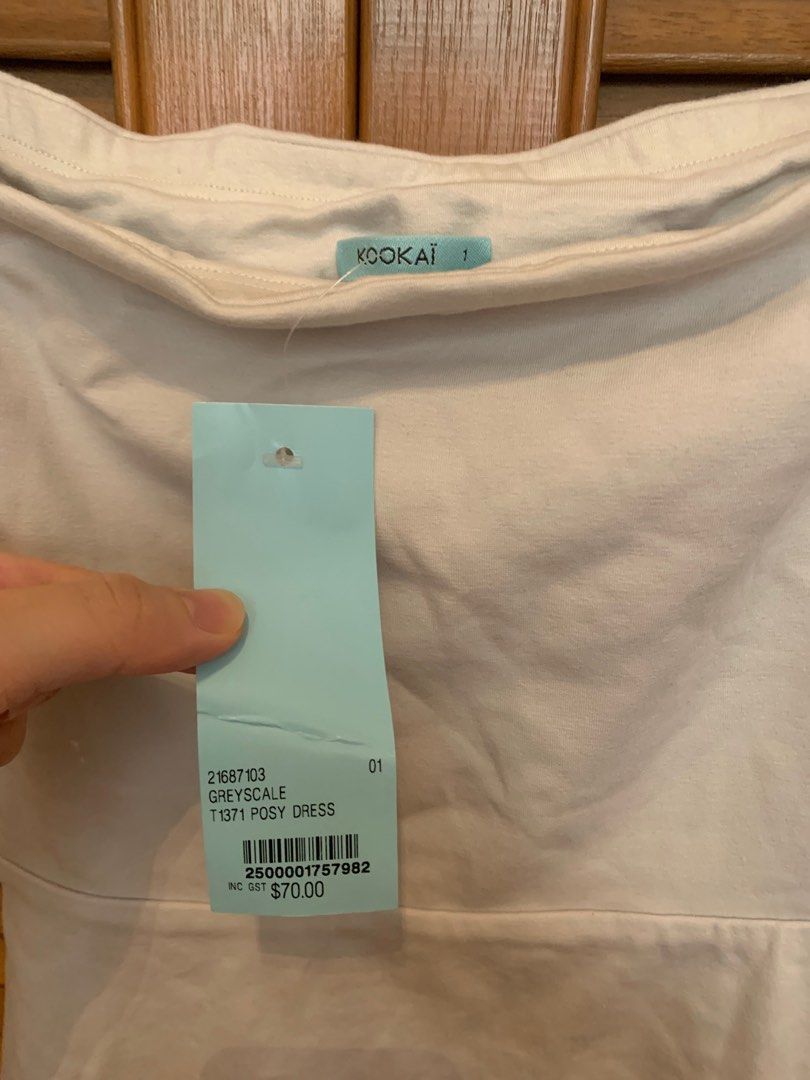 KOOKAÏ 1
21687103 01
GREYSCALE
T1371 POSY DRESS
2500001757982
INC GST $70.00